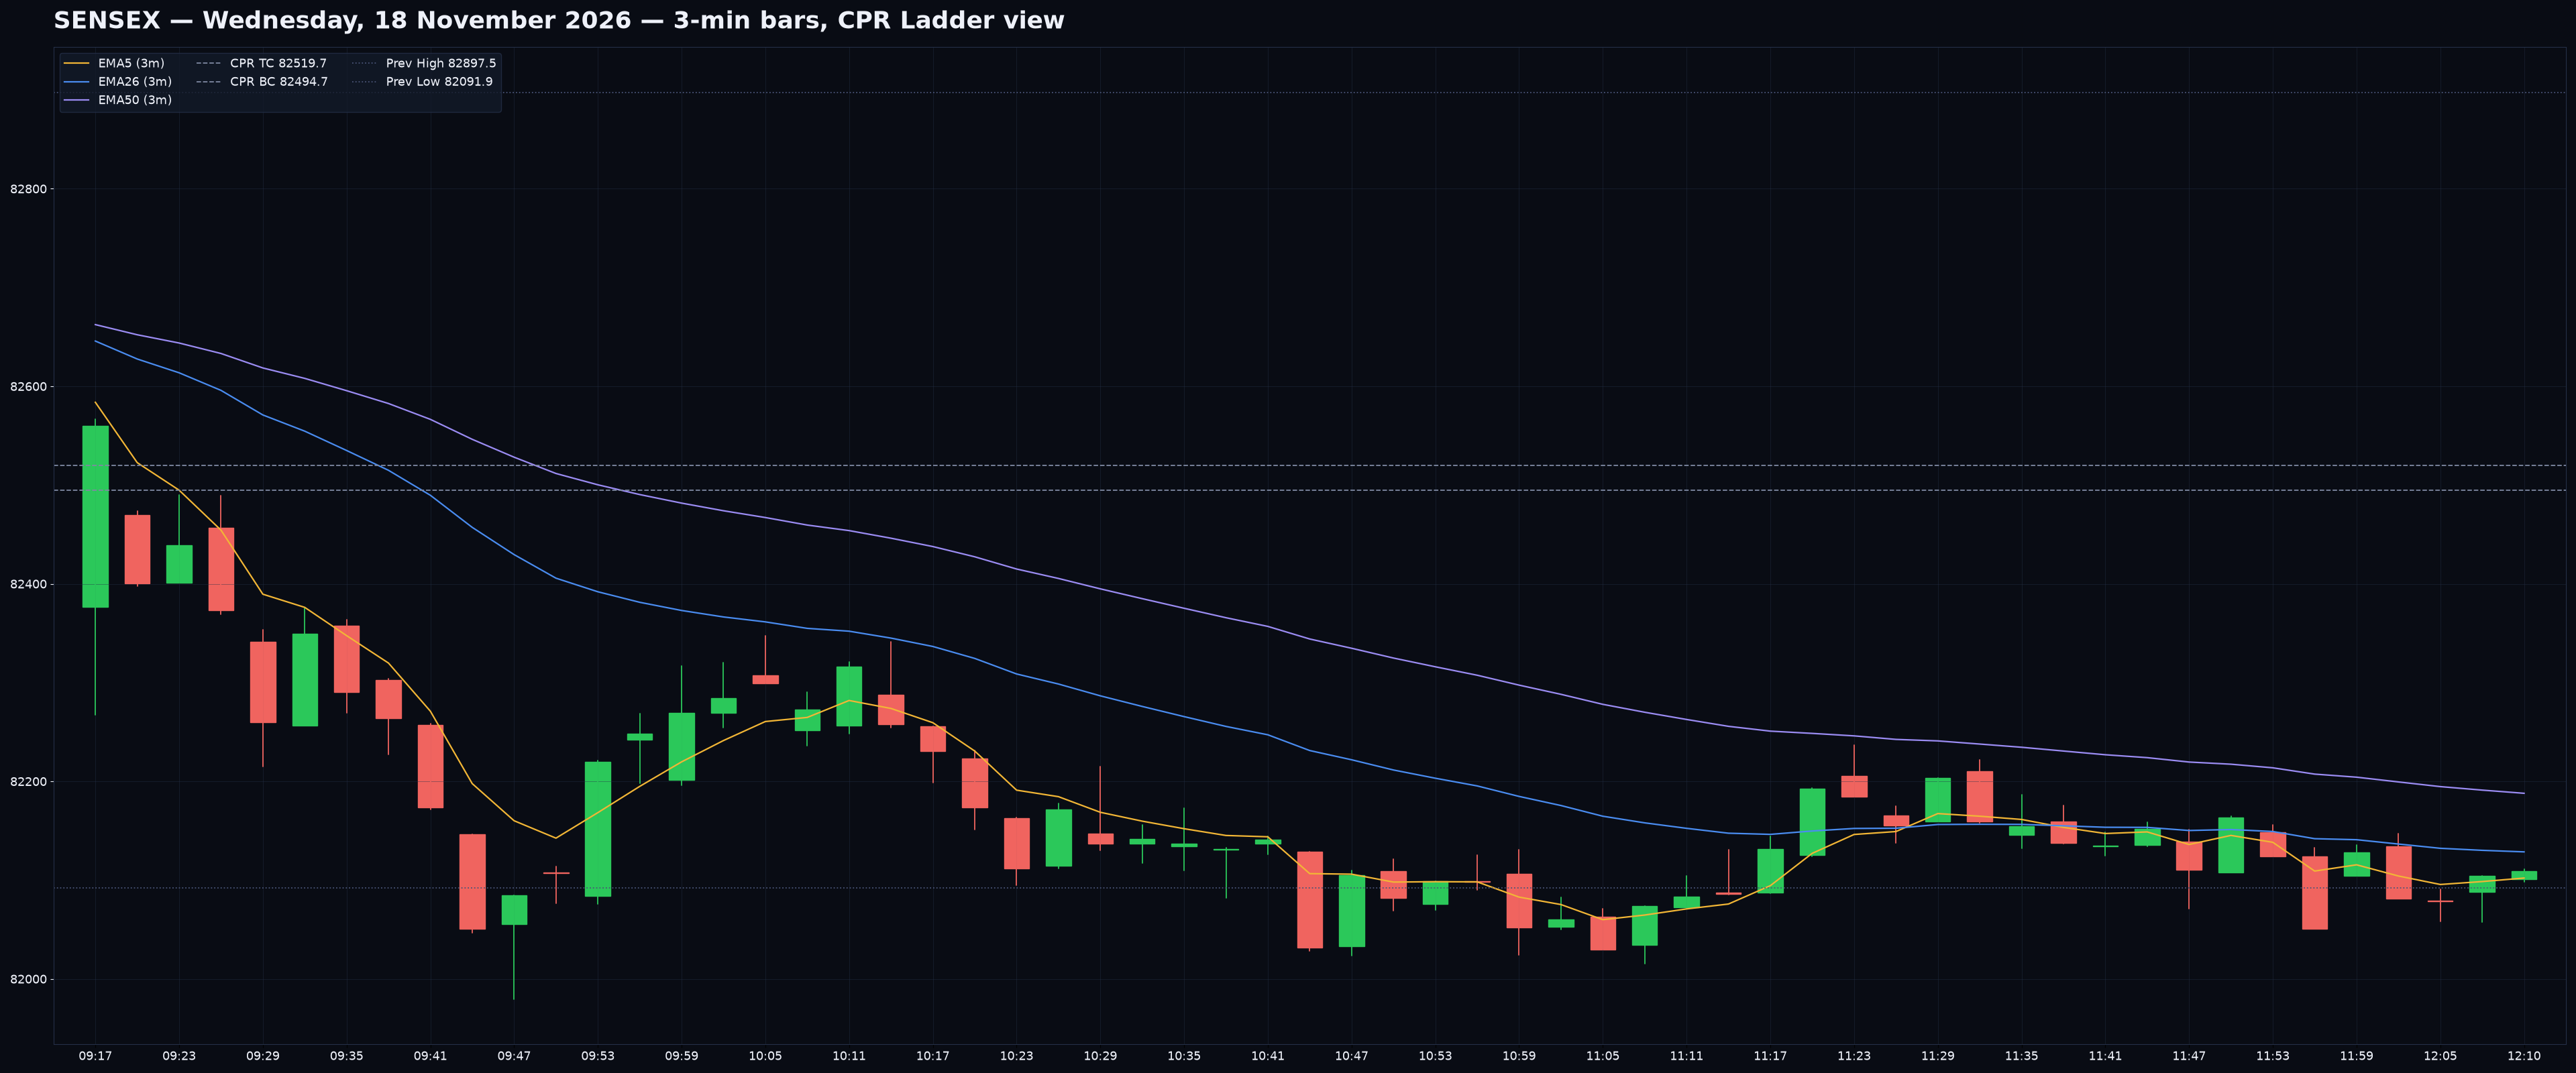 SENSEX — Wednesday, 18 November 2026 — 3-min bars, CPR Ladder view
EMA5 (3m)
EMA26 (3m)
EMA50 (3m)
CPR TC 82519.7
CPR BC 82494.7
Prev High 82897.5
Prev Low 82091.9
82800
82600
82400
82200
82000
09:17 09:23 09:29 09:35 09:41 09:47 09:53 09:59 10:05 10:11 10:17 10:23 10:29 10:35 10:41 10:47 10:53 10:59 11:05 11:11 11:17 11:23 11:29 11:35 11:41 11:47 11:53 11:59 12:05 12:10